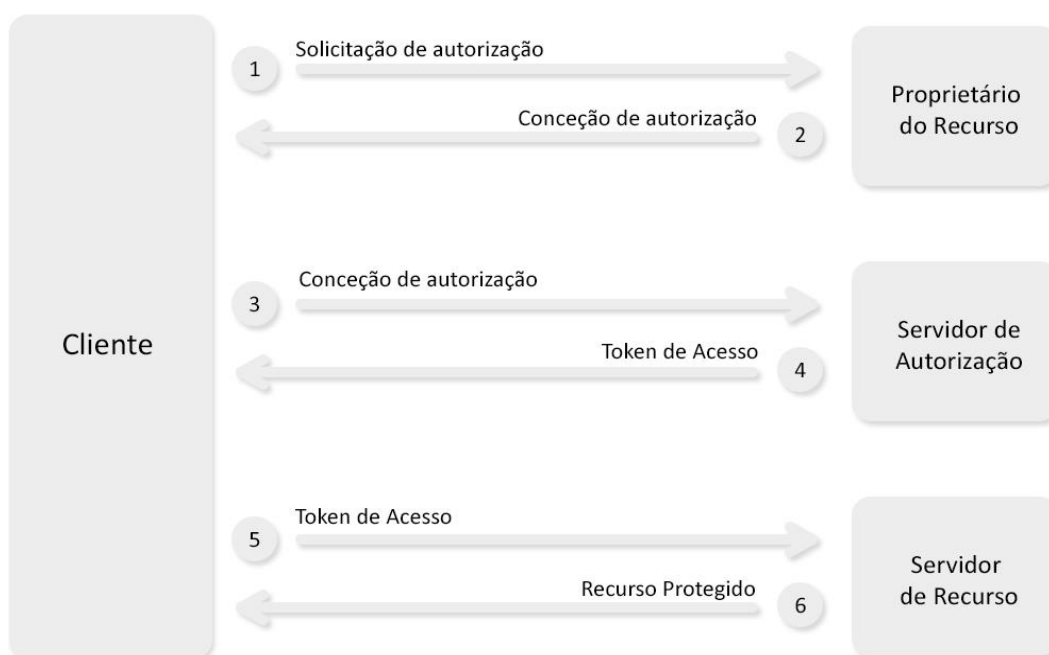 Solicitação de autorização
1
Conceção de autorização
2
Proprietário
do Recurso
Cliente
Conceção de autorização
3
Token de Acesso
4
Servidor de
Autorização
Token de Acesso
5
Recurso Protegido
6
Servidor
de Recurso